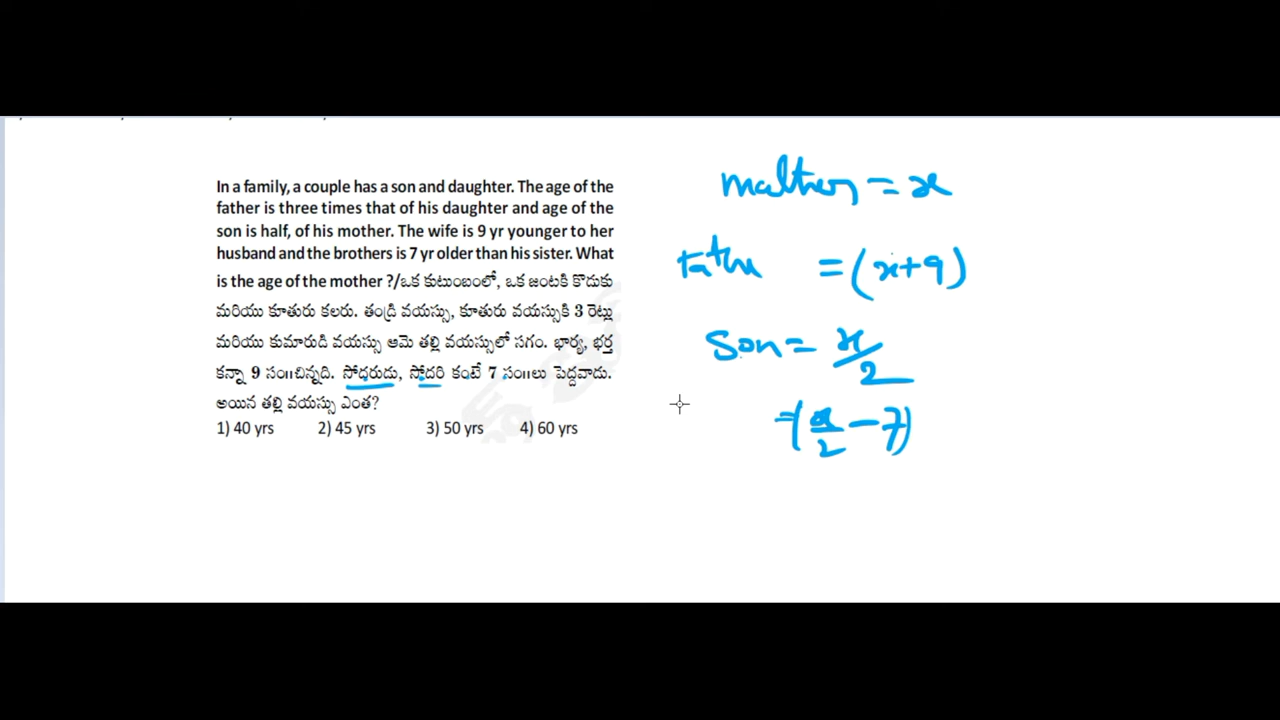 In a family, a couple has a son and daughter. The age of the
father is three times that of his daughter and age of the
son is half, of his mother. The wife is 9 yr younger to her
husband and the brothers is 7 yr older than his sister. What
is the age of the mother ?/ఒక కుటుంబంలో, ఒక జంటకి కొడుకు
మరియు కూతురు కలరు. తండ్రి వయస్సు, కూతురు వయస్సుకి 3 రెట్లు
మరియు కుమారుడి వయస్సు ఆమె తల్లి వయస్సులో సగం. భార్య, భర్త
కన్నా 9 సం॥చిన్నది. సోదరుడు, సోదరి కంటే 7 సం॥లు పెద్దవాడు.
అయిన తల్లి వయస్సు ఎంత?
1) 40 yrs 2) 45 yrs 3) 50 yrs 4) 60 yrs
= x
= (x+9)
Son = x/2
=(x/2 - 7)